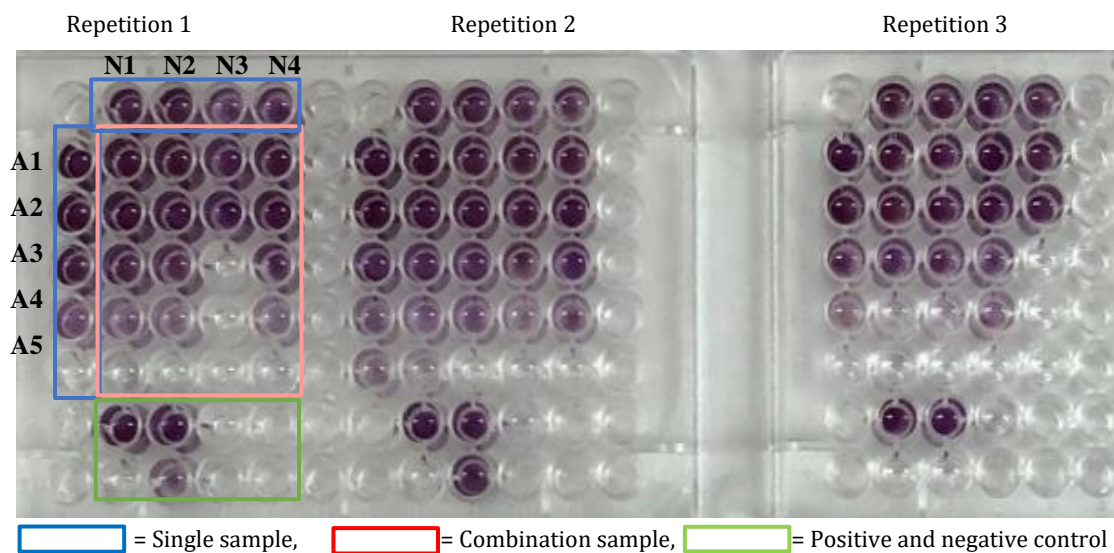 Repetition 1 Repetition 2 Repetition 3
N1 N2 N3 N4
A1
A2
A3
A4
A5
= Single sample, = Combination sample, = Positive and negative control